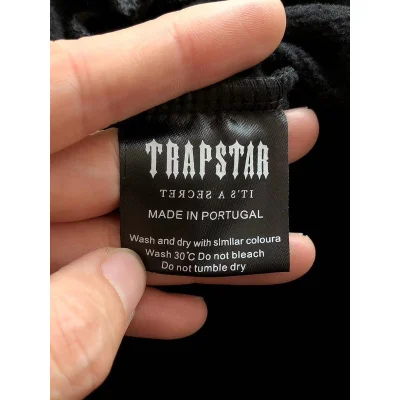 TRAPSTAR
IT'S A SECRET
MADE IN PORTUGAL
Wash and dry with simllar coloura
Wash 30°C Do not bleach
Do not tumble dry